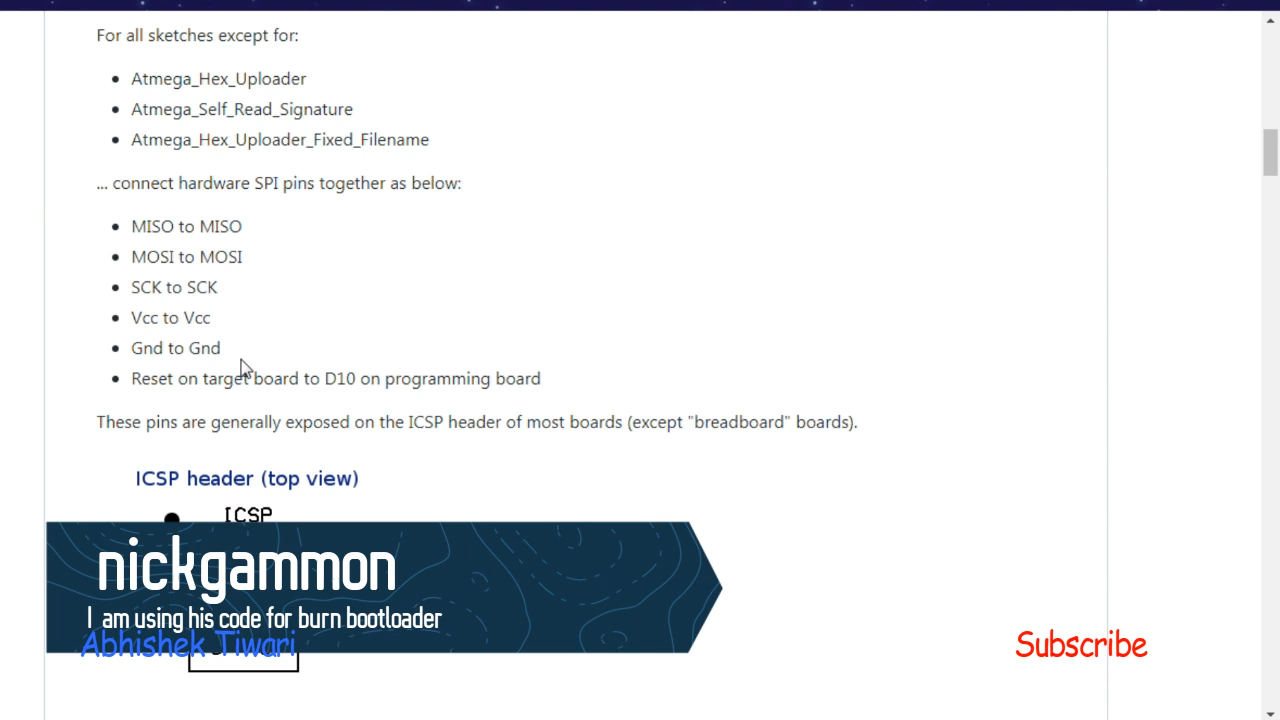 For all sketches except for:
• Atmega_Hex_Uploader
• Atmega_Self_Read_Signature
• Atmega_Hex_Uploader_Fixed_Filename
... connect hardware SPI pins together as below:
• MISO to MISO
• MOSI to MOSI
• SCK to SCK
• Vcc to Vcc
• Gnd to Gnd
• Reset on target board to D10 on programming board
These pins are generally exposed on the ICSP header of most boards (except "breadboard" boards).
ICSP header (top view)
ICSP
nickgammon
I am using his code for burn bootloader
Abhishek Tiwari
Subscribe